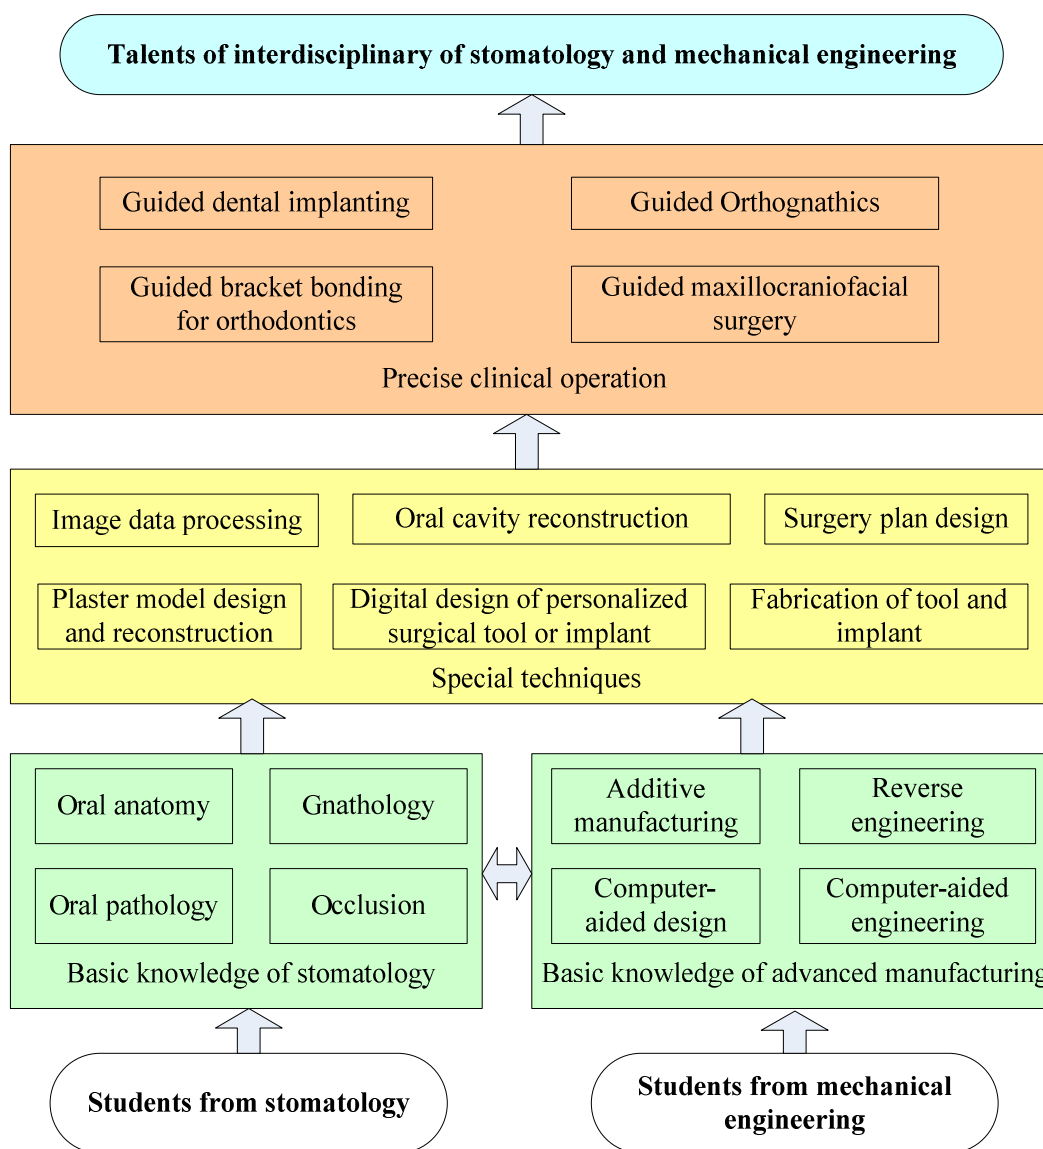 Talents of interdisciplinary of stomatology and mechanical engineering
Guided dental implanting
Guided Orthognathics
Guided bracket bonding
for orthodontics
Guided maxillocraniofacial
surgery
Precise clinical operation
Image data processing
Oral cavity reconstruction
Surgery plan design
Plaster model design
and reconstruction
Digital design of personalized
surgical tool or implant
Fabrication of tool and
implant
Special techniques
Oral anatomy
Gnathology
Oral pathology
Occlusion
Basic knowledge of stomatology
Additive
manufacturing
Reverse
engineering
Computer-
aided design
Computer-aided
engineering
Basic knowledge of advanced manufacturing
Students from stomatology
Students from mechanical
engineering